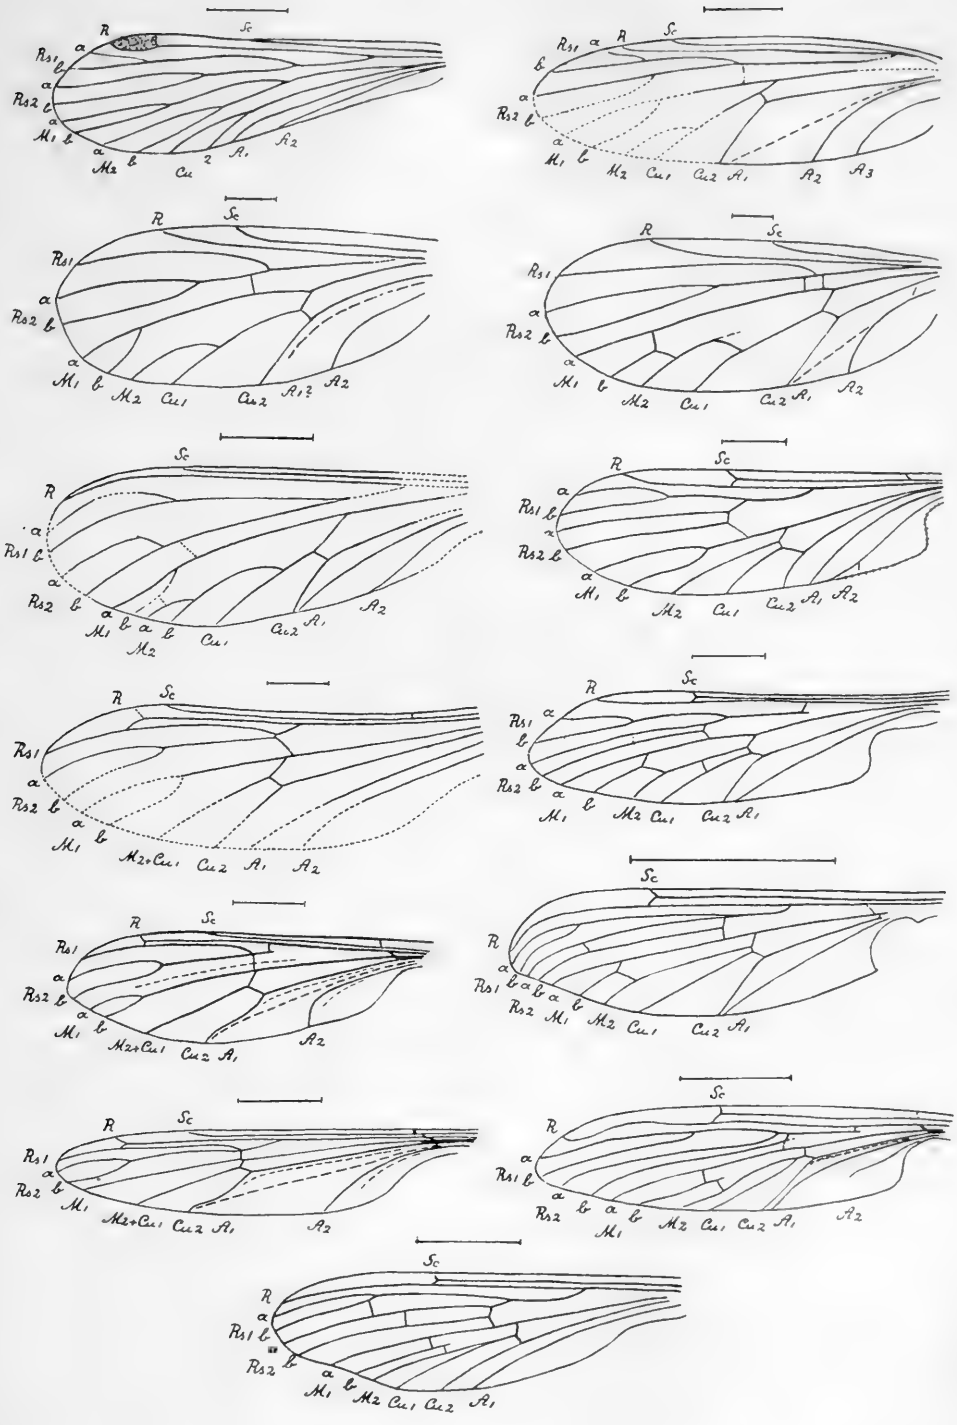 R Sc
a
Rs1 b
a
Rs2 b
a
M1 b
a b
M2 Cu 2 A1 A2
a R Sc
Rs1
b
a
Rs2 b
a
M1 b
M2 Cu1 Cu2 A1 A2 A3
R Sc
Rs1
a
Rs2 b
a
M1 b
M2 Cu1 Cu2 A1? A2
R Sc
Rs1
a
Rs2 b
a
M1 b
M2 Cu1 Cu2 A1 A2
Sc
R
a
Rs1 b
a
Rs2 b
a
M1 b a b
M2 Cu1 Cu2 A1 A2
R Sc
a
Rs1 b
a
Rs2 b
a
M1 b
M2 Cu1 Cu2 A1 A2
R Sc
Rs1
a
Rs2 b
a
M1 b
M2+Cu1 Cu2 A1 A2
R Sc
Rs1 a
b
a
Rs2 b
a
M1 b
M2 Cu1 Cu2 A1
R Sc
Rs1
a
Rs2 b
a
M1 b
M2+Cu1 Cu2 A1 A2
Sc
R
a
Rs1 b a b
Rs2 a b
M1 M2 Cu1 Cu2 A1
R Sc
Rs1
a
Rs2 b
M1
M2+Cu1 Cu2 A1 A2
Sc
R
a
Rs1 b
a b
Rs2 a b
M1 M2 Cu1 Cu2 A1 A2
Sc
R
a
Rs1 b
Rs2 b
a
M1 b
M2 Cu1 Cu2 A1